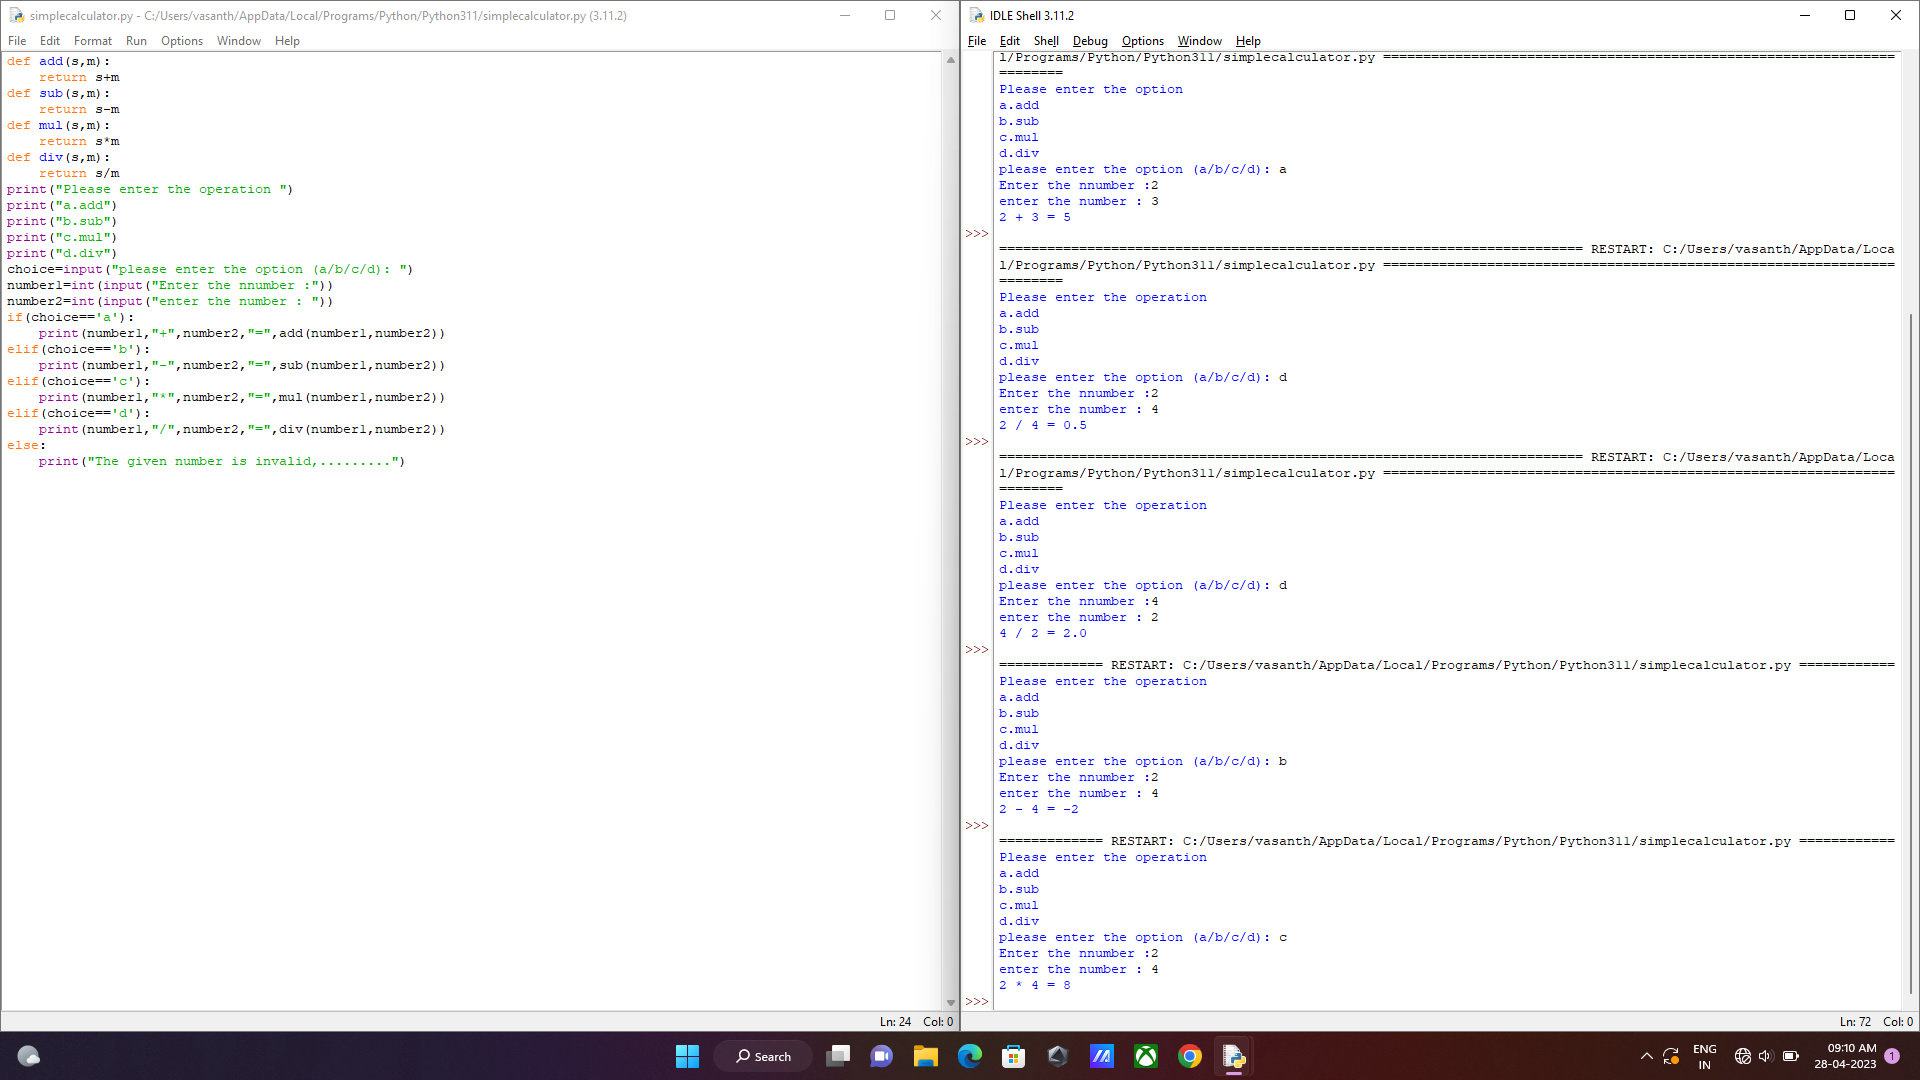 simplecalculator.py - C:/Users/vasanth/AppData/Local/Programs/Python/Python311/simplecalculator.py (3.11.2)
File Edit Format Run Options Window Help
def add(s,m):
    return s+m
def sub(s,m):
    return s-m
def mul(s,m):
    return s*m
def div(s,m):
    return s/m
print("Please enter the operation ")
print("a.add")
print("b.sub")
print("c.mul")
print("d.div")
choice=input("please enter the option (a/b/c/d): ")
number1=int(input("Enter the nnumber :"))
number2=int(input("enter the number : "))
if(choice=='a'):
    print(number1,"+",number2,"=",add(number1,number2))
elif(choice=='b'):
    print(number1,"-",number2,"=",sub(number1,number2))
elif(choice=='c'):
    print(number1,"*",number2,"=",mul(number1,number2))
elif(choice=='d'):
    print(number1,"/",number2,"=",div(number1,number2))
else:
    print("The given number is invalid,.........")
Ln: 24 Col: 0
IDLE Shell 3.11.2
File Edit Shell Debug Options Window Help
l/Programs/Python/Python311/simplecalculator.py ================================================================
========
Please enter the option
a.add
b.sub
c.mul
d.div
please enter the option (a/b/c/d): a
Enter the nnumber :2
enter the number : 3
2 + 3 = 5
>>>
========================================================================= RESTART: C:/Users/vasanth/AppData/Loca
l/Programs/Python/Python311/simplecalculator.py ================================================================
========
Please enter the operation
a.add
b.sub
c.mul
d.div
please enter the option (a/b/c/d): d
Enter the nnumber :2
enter the number : 4
2 / 4 = 0.5
>>>
========================================================================= RESTART: C:/Users/vasanth/AppData/Loca
l/Programs/Python/Python311/simplecalculator.py ================================================================
========
Please enter the operation
a.add
b.sub
c.mul
d.div
please enter the option (a/b/c/d): d
Enter the nnumber :4
enter the number : 2
4 / 2 = 2.0
>>>
============= RESTART: C:/Users/vasanth/AppData/Local/Programs/Python/Python311/simplecalculator.py ============
Please enter the operation
a.add
b.sub
c.mul
d.div
please enter the option (a/b/c/d): b
Enter the nnumber :2
enter the number : 4
2 - 4 = -2
>>>
============= RESTART: C:/Users/vasanth/AppData/Local/Programs/Python/Python311/simplecalculator.py ============
Please enter the operation
a.add
b.sub
c.mul
d.div
please enter the option (a/b/c/d): c
Enter the nnumber :2
enter the number : 4
2 * 4 = 8
>>>
Ln: 72 Col: 0
Search
ENG
IN
09:10 AM
28-04-2023
1